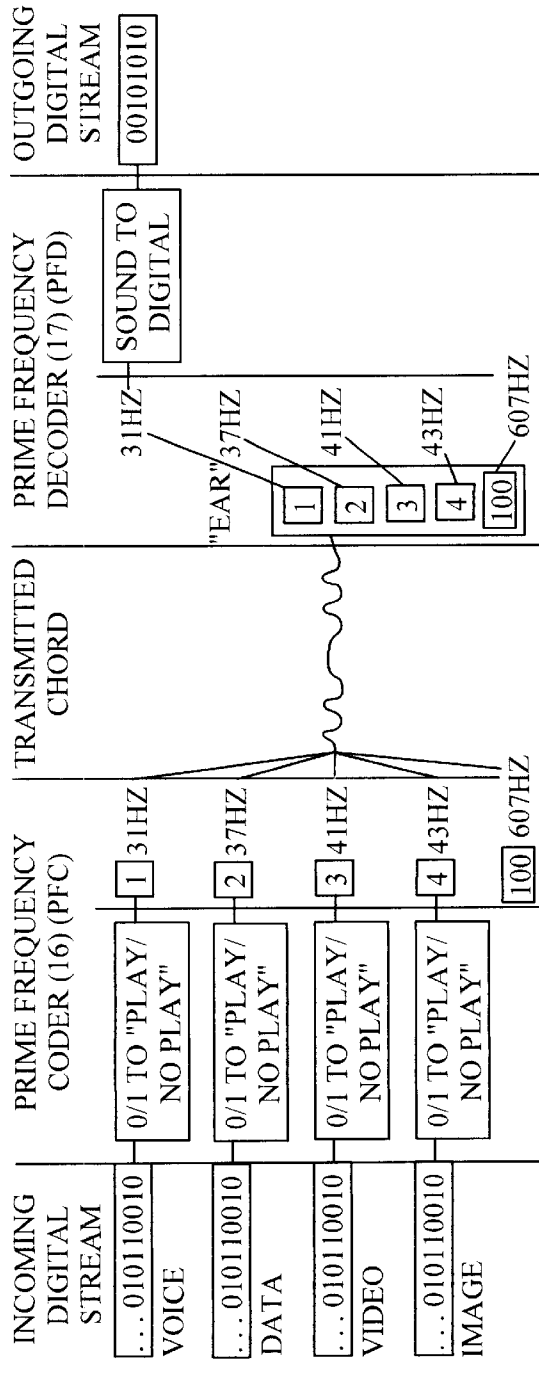 INCOMING
DIGITAL
STREAM
. . . 010110010
VOICE
. . . 010110010
DATA
. . . 010110010
VIDEO
. . . 010110010
IMAGE
PRIME FREQUENCY
CODER (16) (PFC)
0/1 TO "PLAY/
NO PLAY"
1 31HZ
0/1 TO "PLAY/
NO PLAY"
2 37HZ
0/1 TO "PLAY/
NO PLAY"
3 41HZ
0/1 TO "PLAY/
NO PLAY"
4 43HZ
100 607HZ
TRANSMITTED
CHORD
PRIME FREQUENCY
DECODER (17) (PFD)
"EAR"
1
2
3
4
100
31HZ
37HZ
41HZ
43HZ
607HZ
SOUND TO
DIGITAL
OUTGOING
DIGITAL
STREAM
00101010